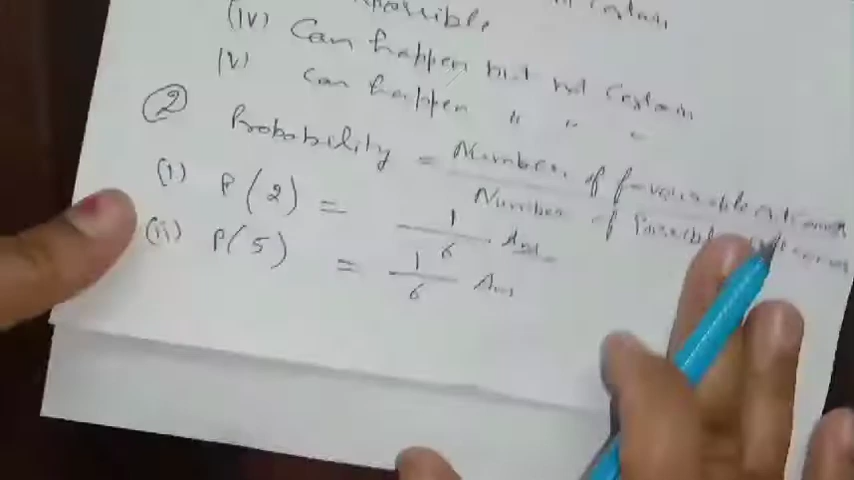 possible
(iv) Can happen but not certain
(v) Can happen " " "
② Probability = Number of favourable outcomes
Number of Possible outcomes
(i) P(2) = 1/6 Ans
(ii) P(5) = 1/6 Ans